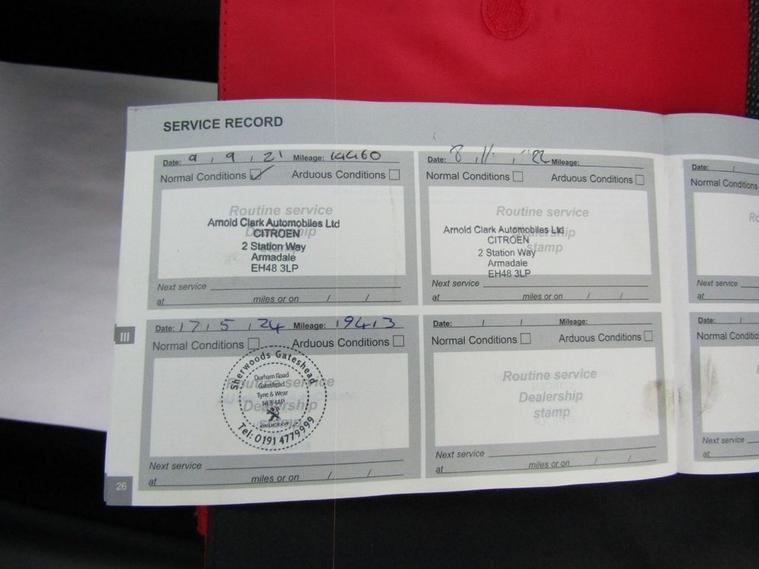 SERVICE RECORD
Date: 9, 9, 21 Mileage: 14460
Normal Conditions Arduous Conditions
Routine service
Arnold Clark Automobiles Ltd
CITROEN
2 Station Way
Armadale
EH48 3LP
Next service
at miles or on / /
Date: 8, 11, '22 Mileage:
Normal Conditions Arduous Conditions
Routine service
Arnold Clark Automobiles Ltd
CITROEN
2 Station Way
Armadale
EH48 3LP
stamp
Next service
at miles or on / /
Date: /
Normal Conditions
Next service
at
III
Date: 17, 5, 24 Mileage: 19413
Normal Conditions Arduous Conditions
Routine service
Dealership
Sherwoods Gateshead
Durham Road
Gateshead
Tyne & Wear
Tel: 0191 4779999
Next service
at miles or on / /
Date: / / Mileage:
Normal Conditions Arduous Conditions
Routine service
Dealership
stamp
Next service
at miles or on / /
Date: /
Normal Conditions
Next service
at
26